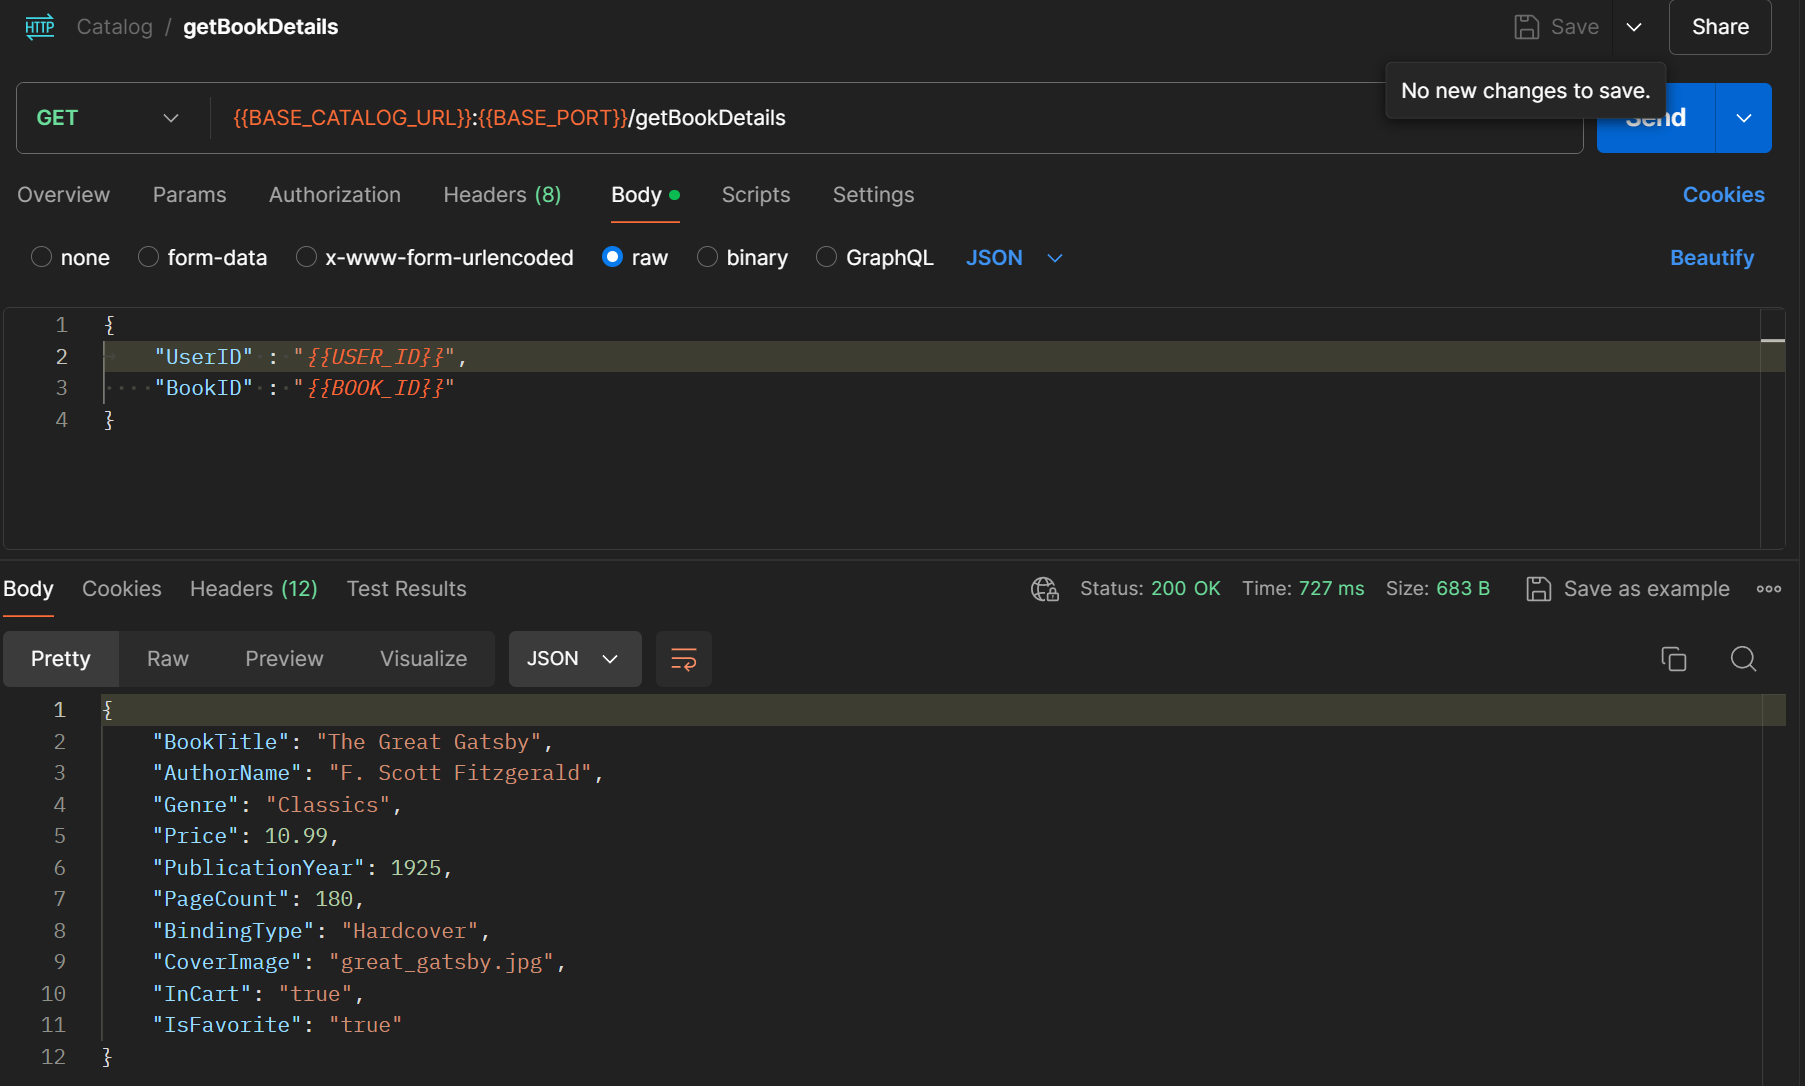 HTTP Catalog / getBookDetails Save Share
No new changes to save.
GET {{BASE_CATALOG_URL}}:{{BASE_PORT}}/getBookDetails Send
Overview Params Authorization Headers (8) Body Scripts Settings Cookies
none form-data x-www-form-urlencoded raw binary GraphQL JSON Beautify
1 {
2 "UserID" : "{{USER_ID}}",
3 "BookID" : "{{BOOK_ID}}"
4 }
Body Cookies Headers (12) Test Results Status: 200 OK Time: 727 ms Size: 683 B Save as example
Pretty Raw Preview Visualize JSON
1 {
2 "BookTitle": "The Great Gatsby",
3 "AuthorName": "F. Scott Fitzgerald",
4 "Genre": "Classics",
5 "Price": 10.99,
6 "PublicationYear": 1925,
7 "PageCount": 180,
8 "BindingType": "Hardcover",
9 "CoverImage": "great_gatsby.jpg",
10 "InCart": "true",
11 "IsFavorite": "true"
12 }